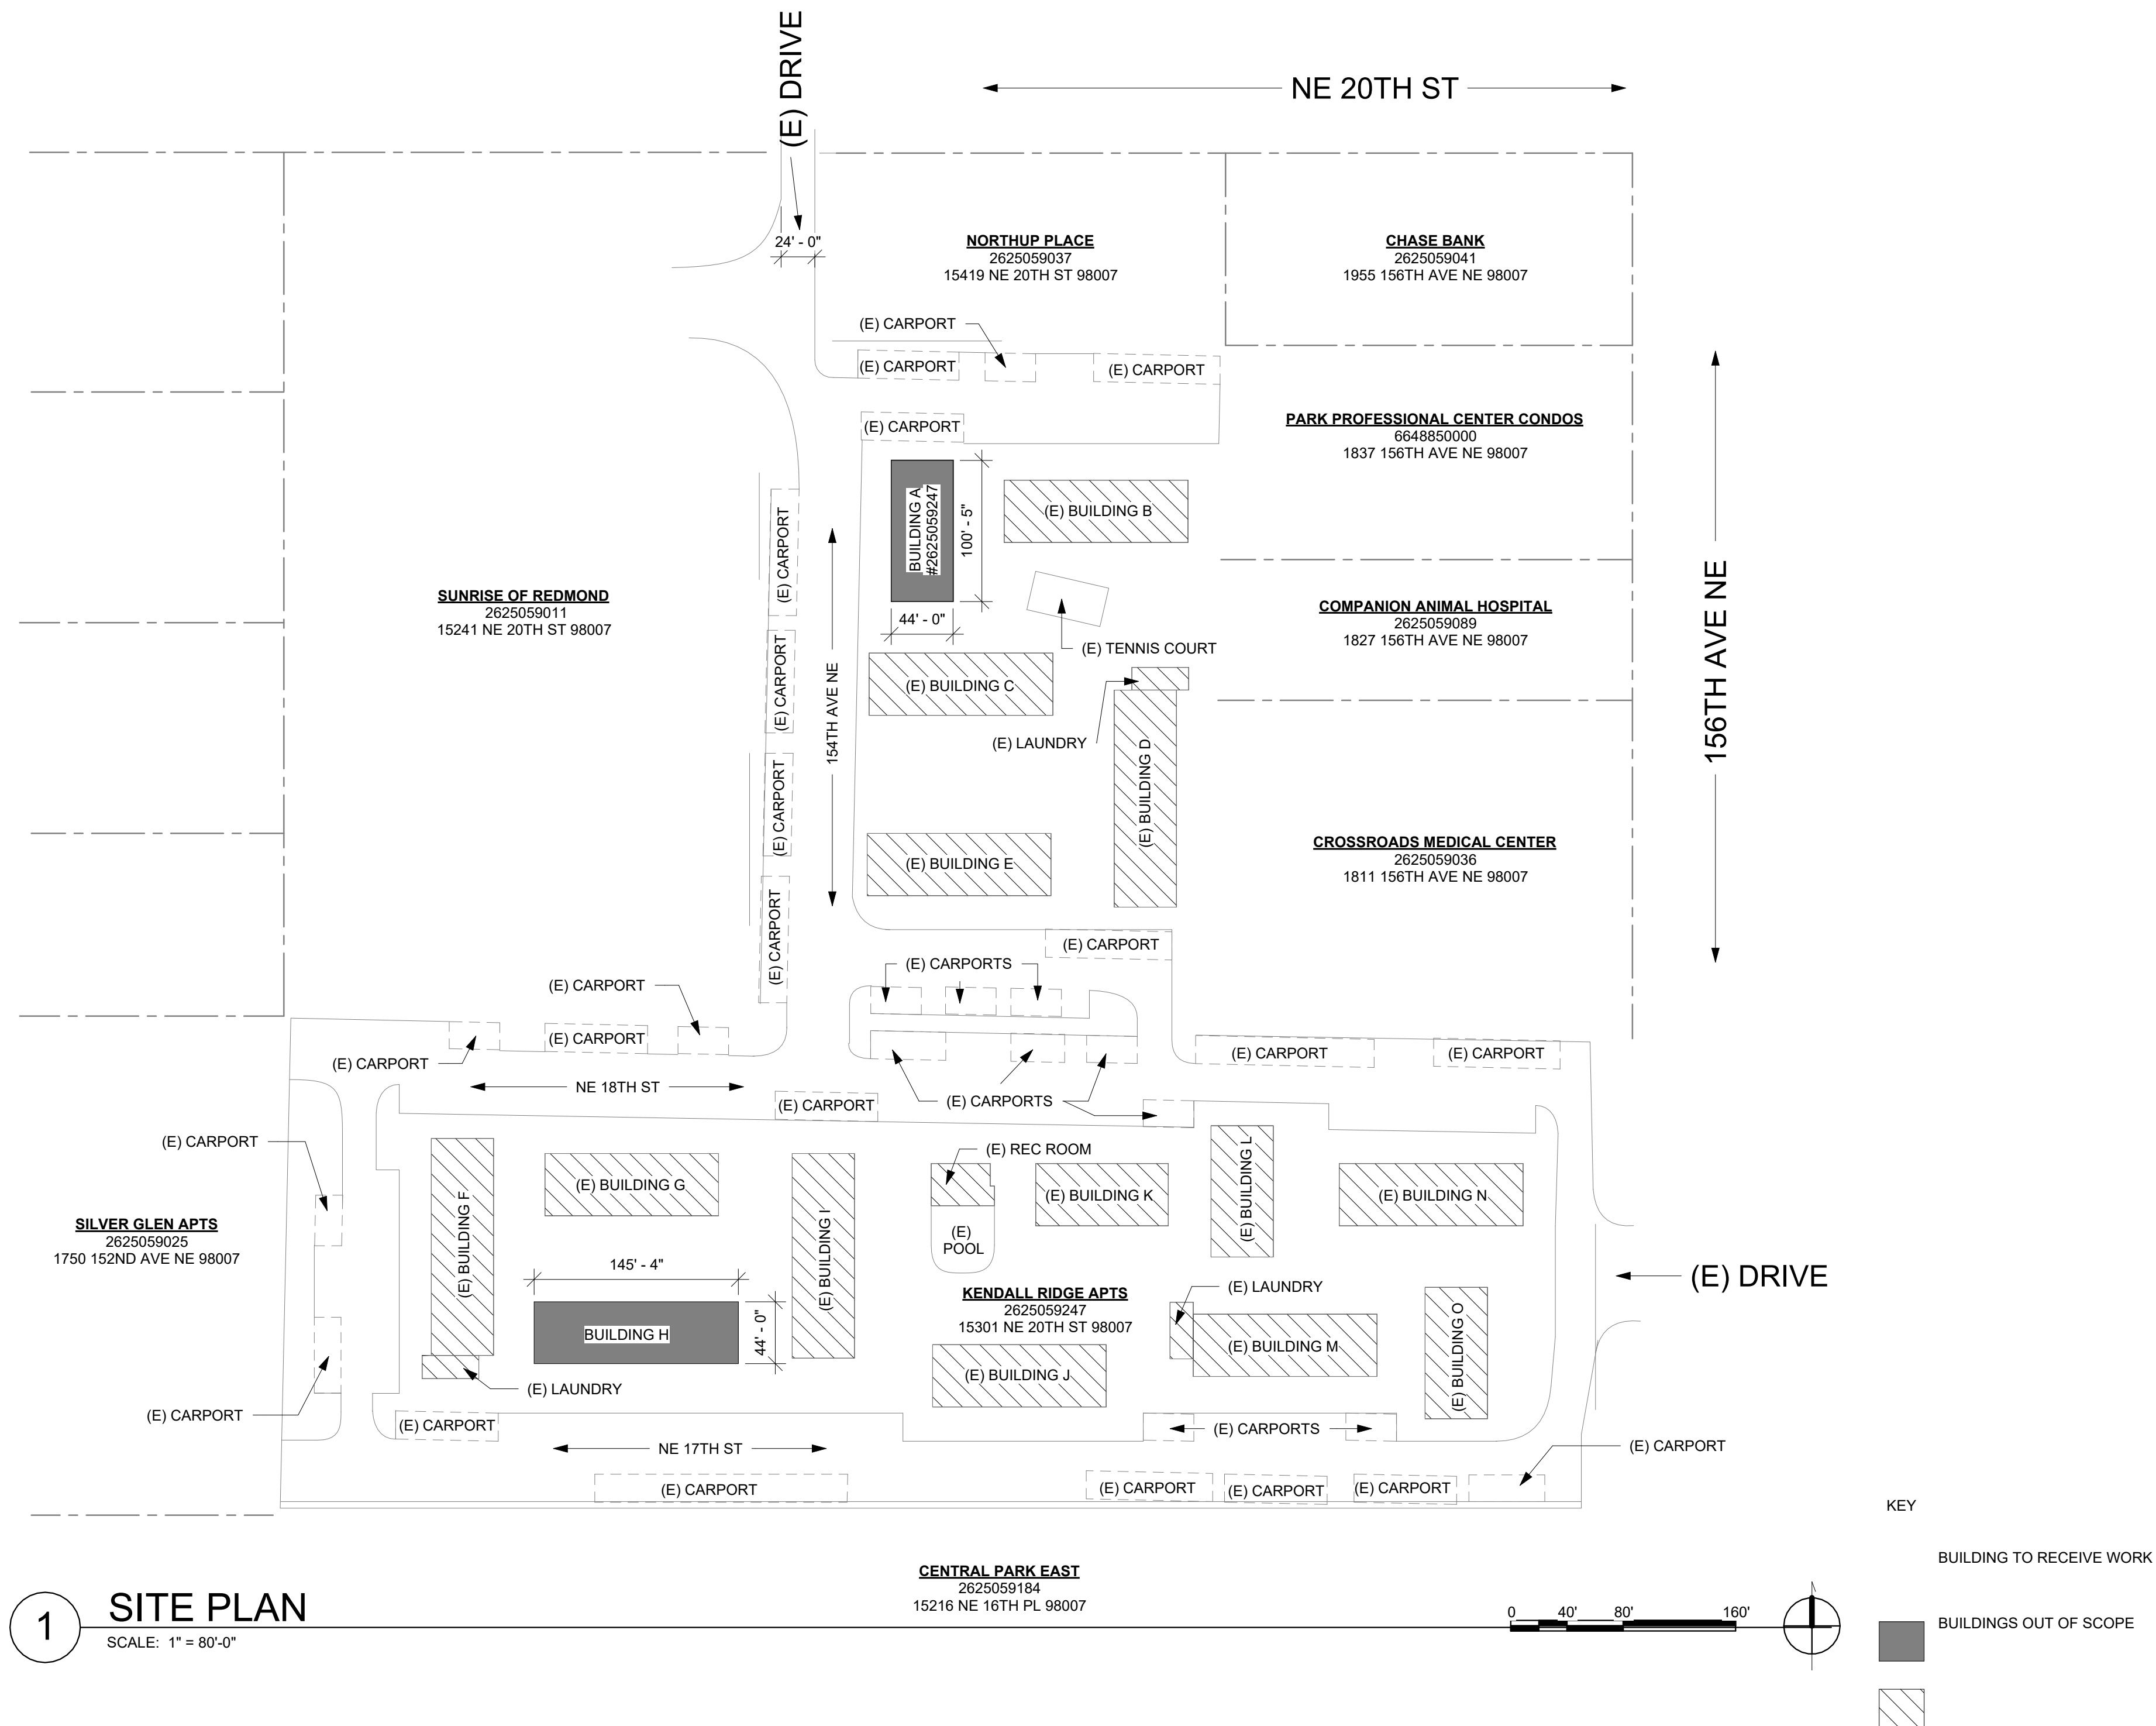 (E) DRIVE
NE 20TH ST
24' - 0"
NORTHUP PLACE
2625059037
15419 NE 20TH ST 98007
CHASE BANK
2625059041
1955 156TH AVE NE 98007
(E) CARPORT
(E) CARPORT
(E) CARPORT
(E) CARPORT
PARK PROFESSIONAL CENTER CONDOS
6648850000
1837 156TH AVE NE 98007
BUILDING A
#2625059247
100' - 5"
44' - 0"
(E) BUILDING B
(E) CARPORT
SUNRISE OF REDMOND
2625059011
15241 NE 20TH ST 98007
COMPANION ANIMAL HOSPITAL
2625059089
1827 156TH AVE NE 98007
156TH AVE NE
(E) TENNIS COURT
(E) CARPORT
154TH AVE NE
(E) BUILDING C
(E) LAUNDRY
(E) BUILDING D
(E) CARPORT
(E) BUILDING E
CROSSROADS MEDICAL CENTER
2625059036
1811 156TH AVE NE 98007
(E) CARPORT
(E) CARPORT
(E) CARPORTS
(E) CARPORT
(E) CARPORT
(E) CARPORT
(E) CARPORT
(E) CARPORT
NE 18TH ST
(E) CARPORT
(E) CARPORTS
(E) CARPORT
(E) REC ROOM
(E) BUILDING F
(E) BUILDING G
(E) BUILDING I
(E) POOL
(E) BUILDING K
(E) BUILDING L
(E) BUILDING N
SILVER GLEN APTS
2625059025
1750 152ND AVE NE 98007
145' - 4"
BUILDING H
44' - 0"
KENDALL RIDGE APTS
2625059247
15301 NE 20TH ST 98007
(E) LAUNDRY
(E) DRIVE
(E) BUILDING M
(E) BUILDING O
(E) BUILDING J
(E) LAUNDRY
(E) CARPORT
(E) CARPORT
(E) CARPORTS
NE 17TH ST
(E) CARPORT
(E) CARPORT
(E) CARPORT
(E) CARPORT
(E) CARPORT
KEY
BUILDING TO RECEIVE WORK
BUILDINGS OUT OF SCOPE
CENTRAL PARK EAST
2625059184
15216 NE 16TH PL 98007
1
SITE PLAN
SCALE: 1" = 80'-0"
0 40' 80' 160'
N